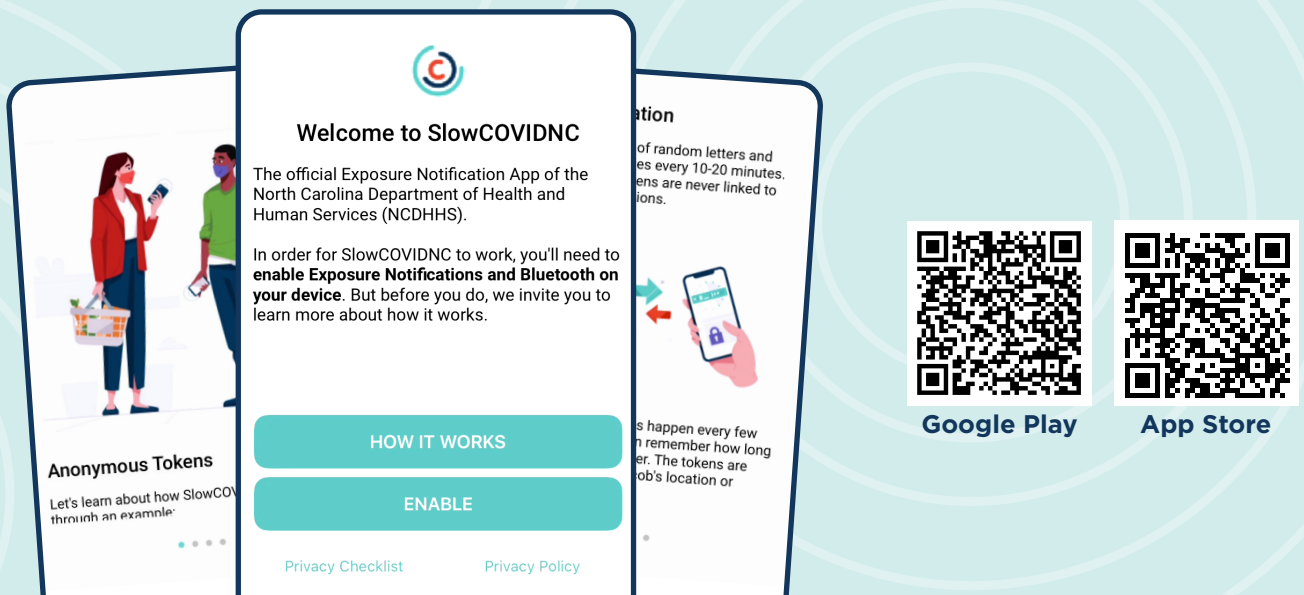 Anonymous Tokens
Let's learn about how SlowCOV
through an example:
C
Welcome to SlowCOVIDNC
The official Exposure Notification App of the
North Carolina Department of Health and
Human Services (NCDHHS).
In order for SlowCOVIDNC to work, you'll need to
enable Exposure Notifications and Bluetooth on
your device. But before you do, we invite you to
learn more about how it works.
HOW IT WORKS
ENABLE
Privacy Checklist Privacy Policy
ation
of random letters and
es every 10-20 minutes.
ens are never linked to
ions.
s happen every few
n remember how long
er. The tokens are
ob's location or
Google Play
App Store